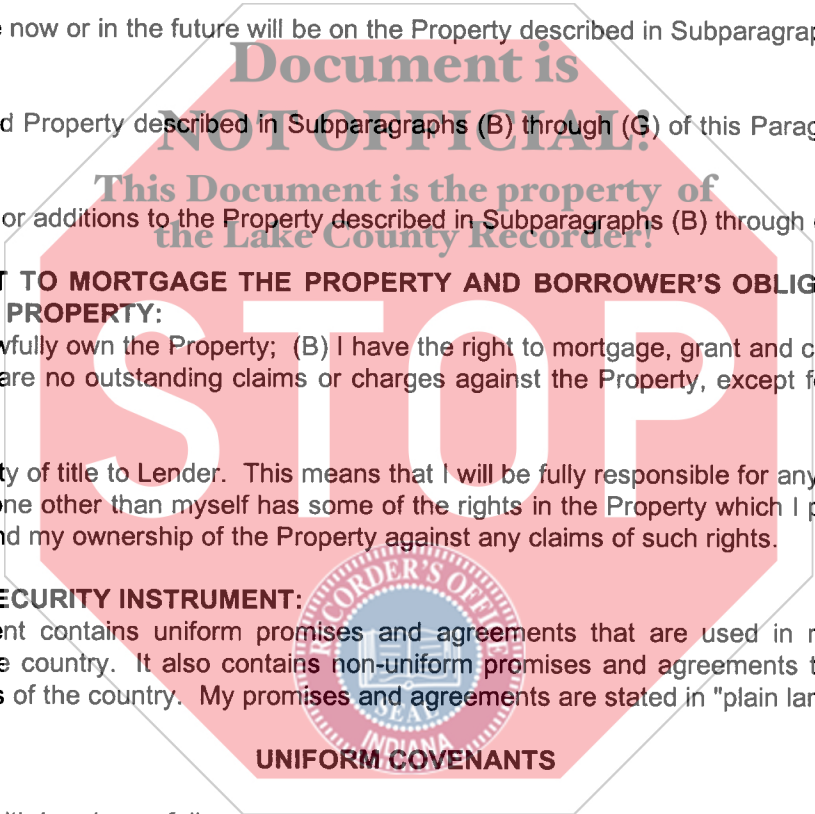 now or in the future will be on the Property described in Subparagrap
Document is
NOT OFFICIAL!
d Property described in Subparagraphs (B) through (G) of this Parag
This Document is the property of
or additions to the Property described in Subparagraphs (B) through
the Lake County Recorder!
TO MORTGAGE THE PROPERTY AND BORROWER'S OBLIG
PROPERTY:
wfully own the Property; (B) I have the right to mortgage, grant and c
are no outstanding claims or charges against the Property, except f
STOP
ty of title to Lender. This means that I will be fully responsible for any
one other than myself has some of the rights in the Property which I p
nd my ownership of the Property against any claims of such rights.
ECURITY INSTRUMENT:
ent contains uniform promises and agreements that are used in
e country. It also contains non-uniform promises and agreements t
s of the country. My promises and agreements are stated in "plain lan
RECORDER'S OFFICE
SEAL
INDIANA
UNIFORM COVENANTS